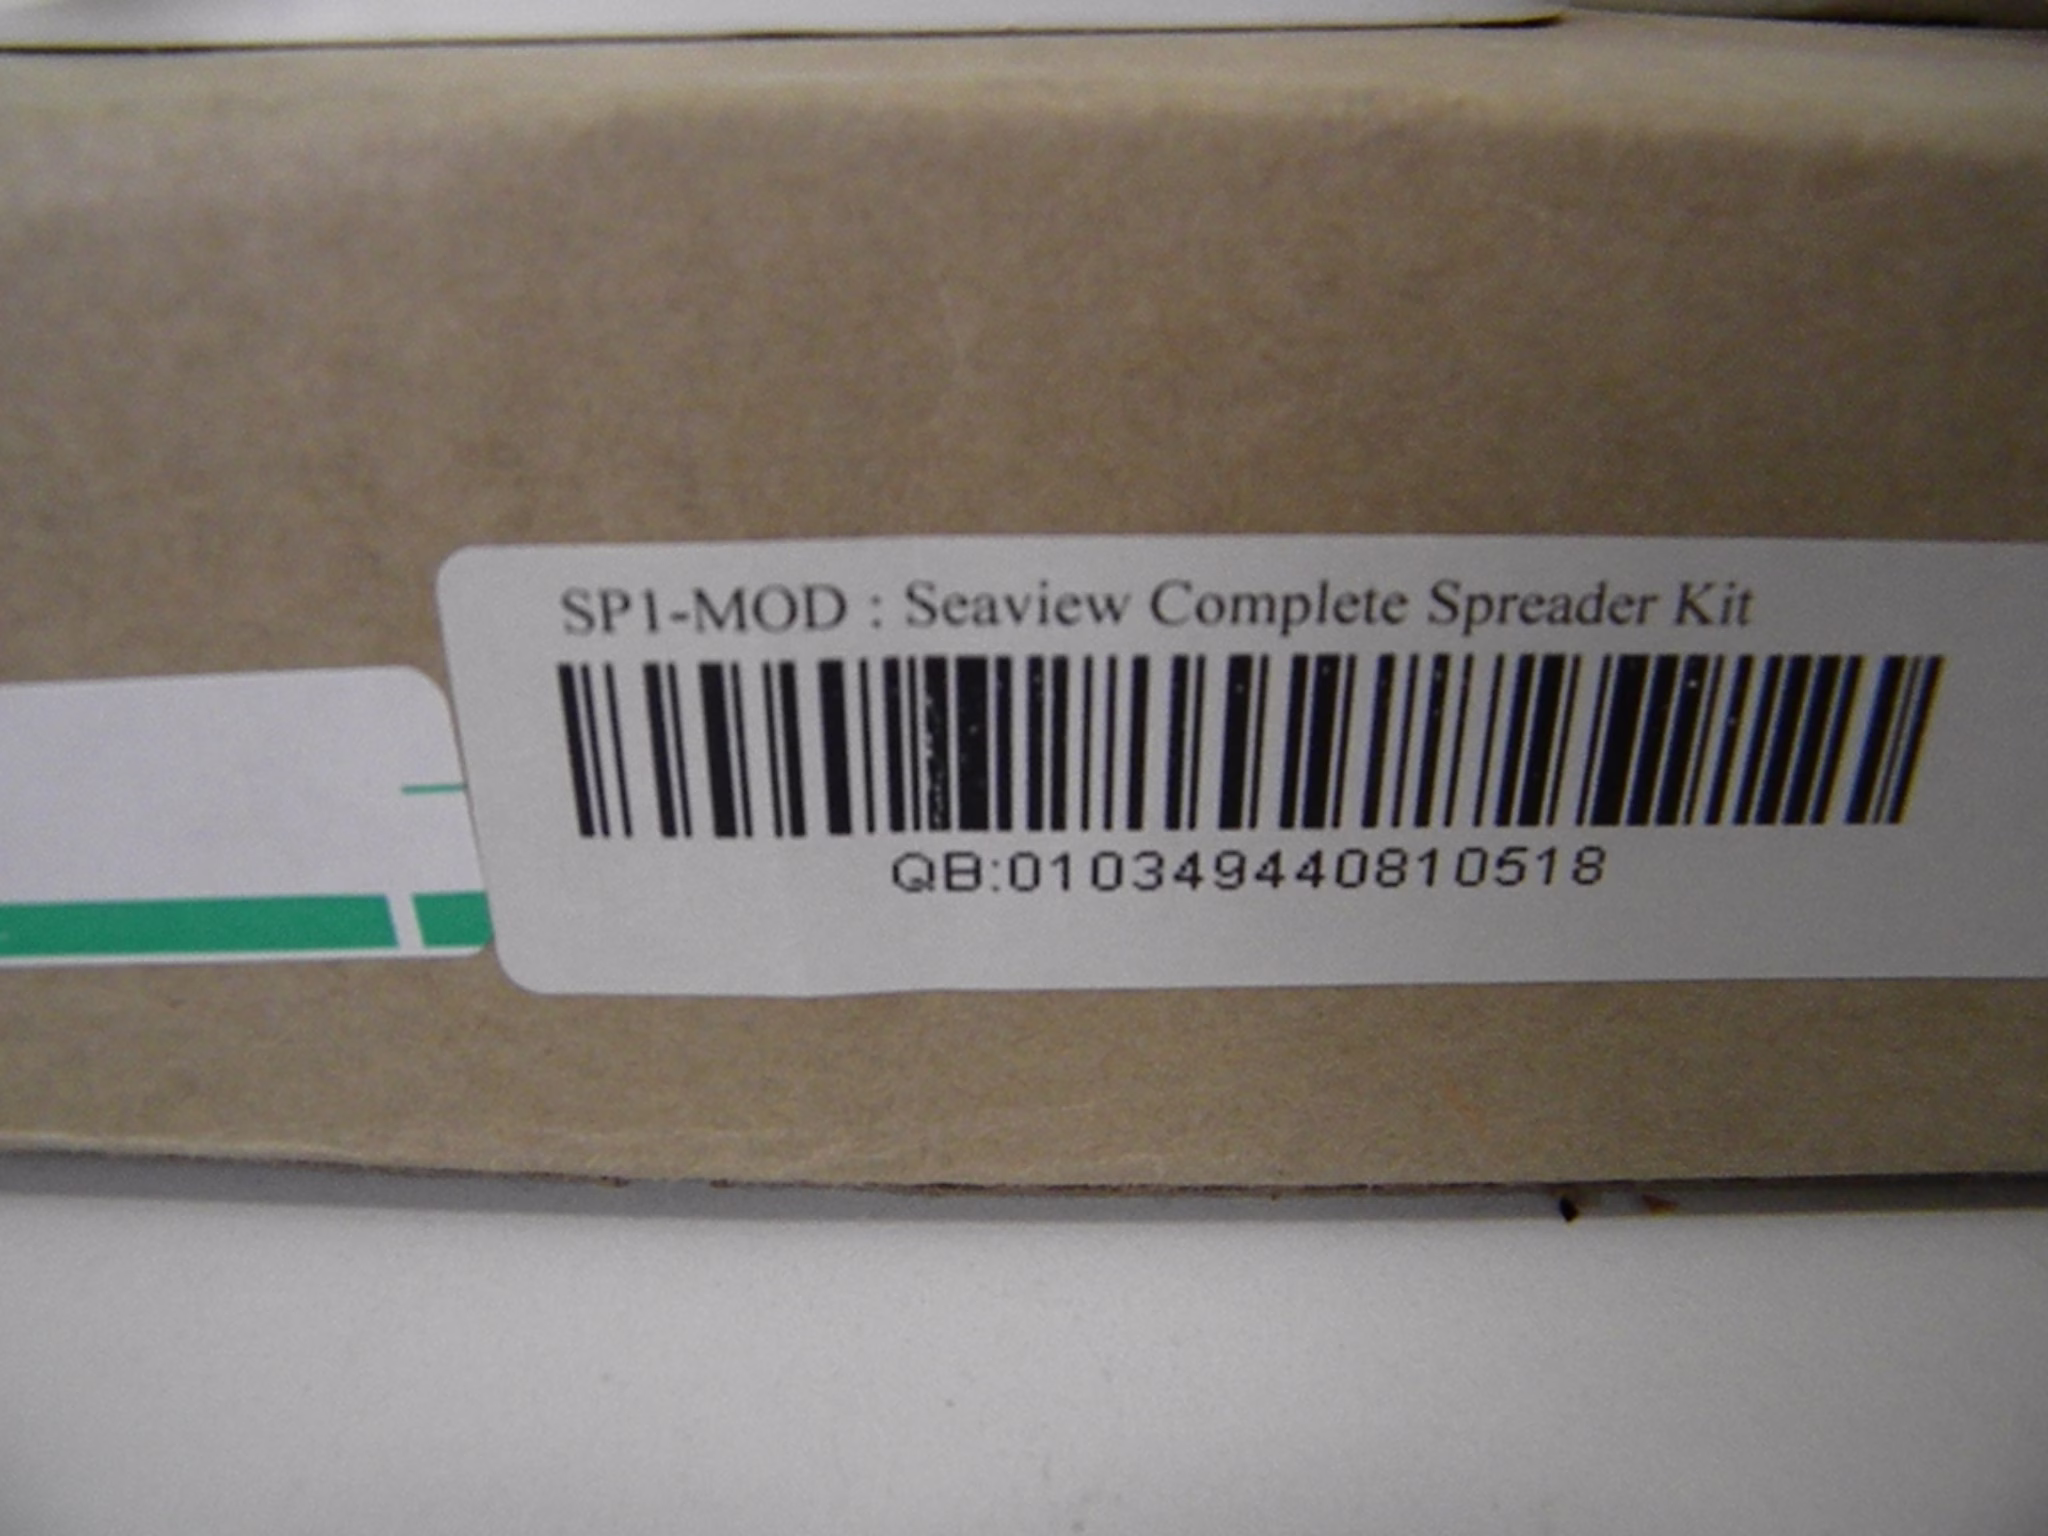 SP1-MOD : Seaview Complete Spreader Kit
QB:010349440810518